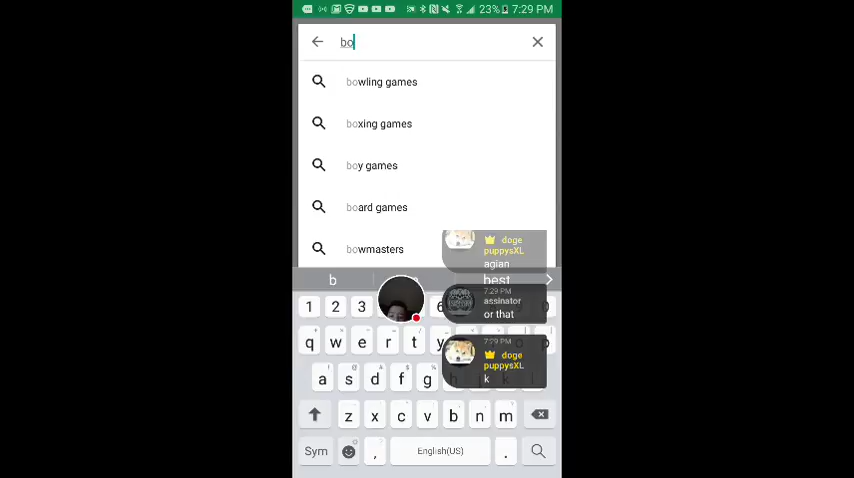 23% 7:29 PM
bo
bowling games
boxing games
boy games
board games
bowmasters
doge
puppysXL
agian
b
best
7:29 PM
assinator
or that
1 2 3 6 0
7:29 PM
doge
puppysXL
k
q w e r t y o p
a s d f g h
z x c v b n m
Sym , English(US) .